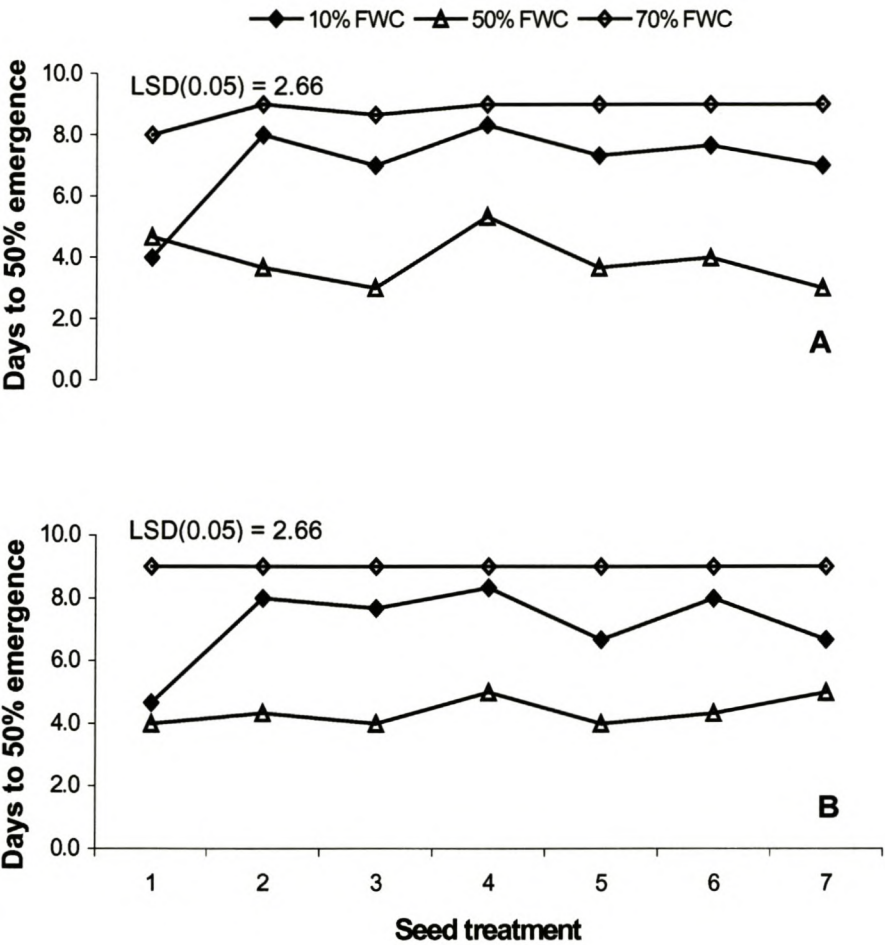 10% FWC 50% FWC 70% FWC
Days to 50% emergence
10.0
8.0
6.0
4.0
2.0
0.0
LSD(0.05) = 2.66
A
Days to 50% emergence
10.0
8.0
6.0
4.0
2.0
0.0
LSD(0.05) = 2.66
B
1 2 3 4 5 6 7
Seed treatment